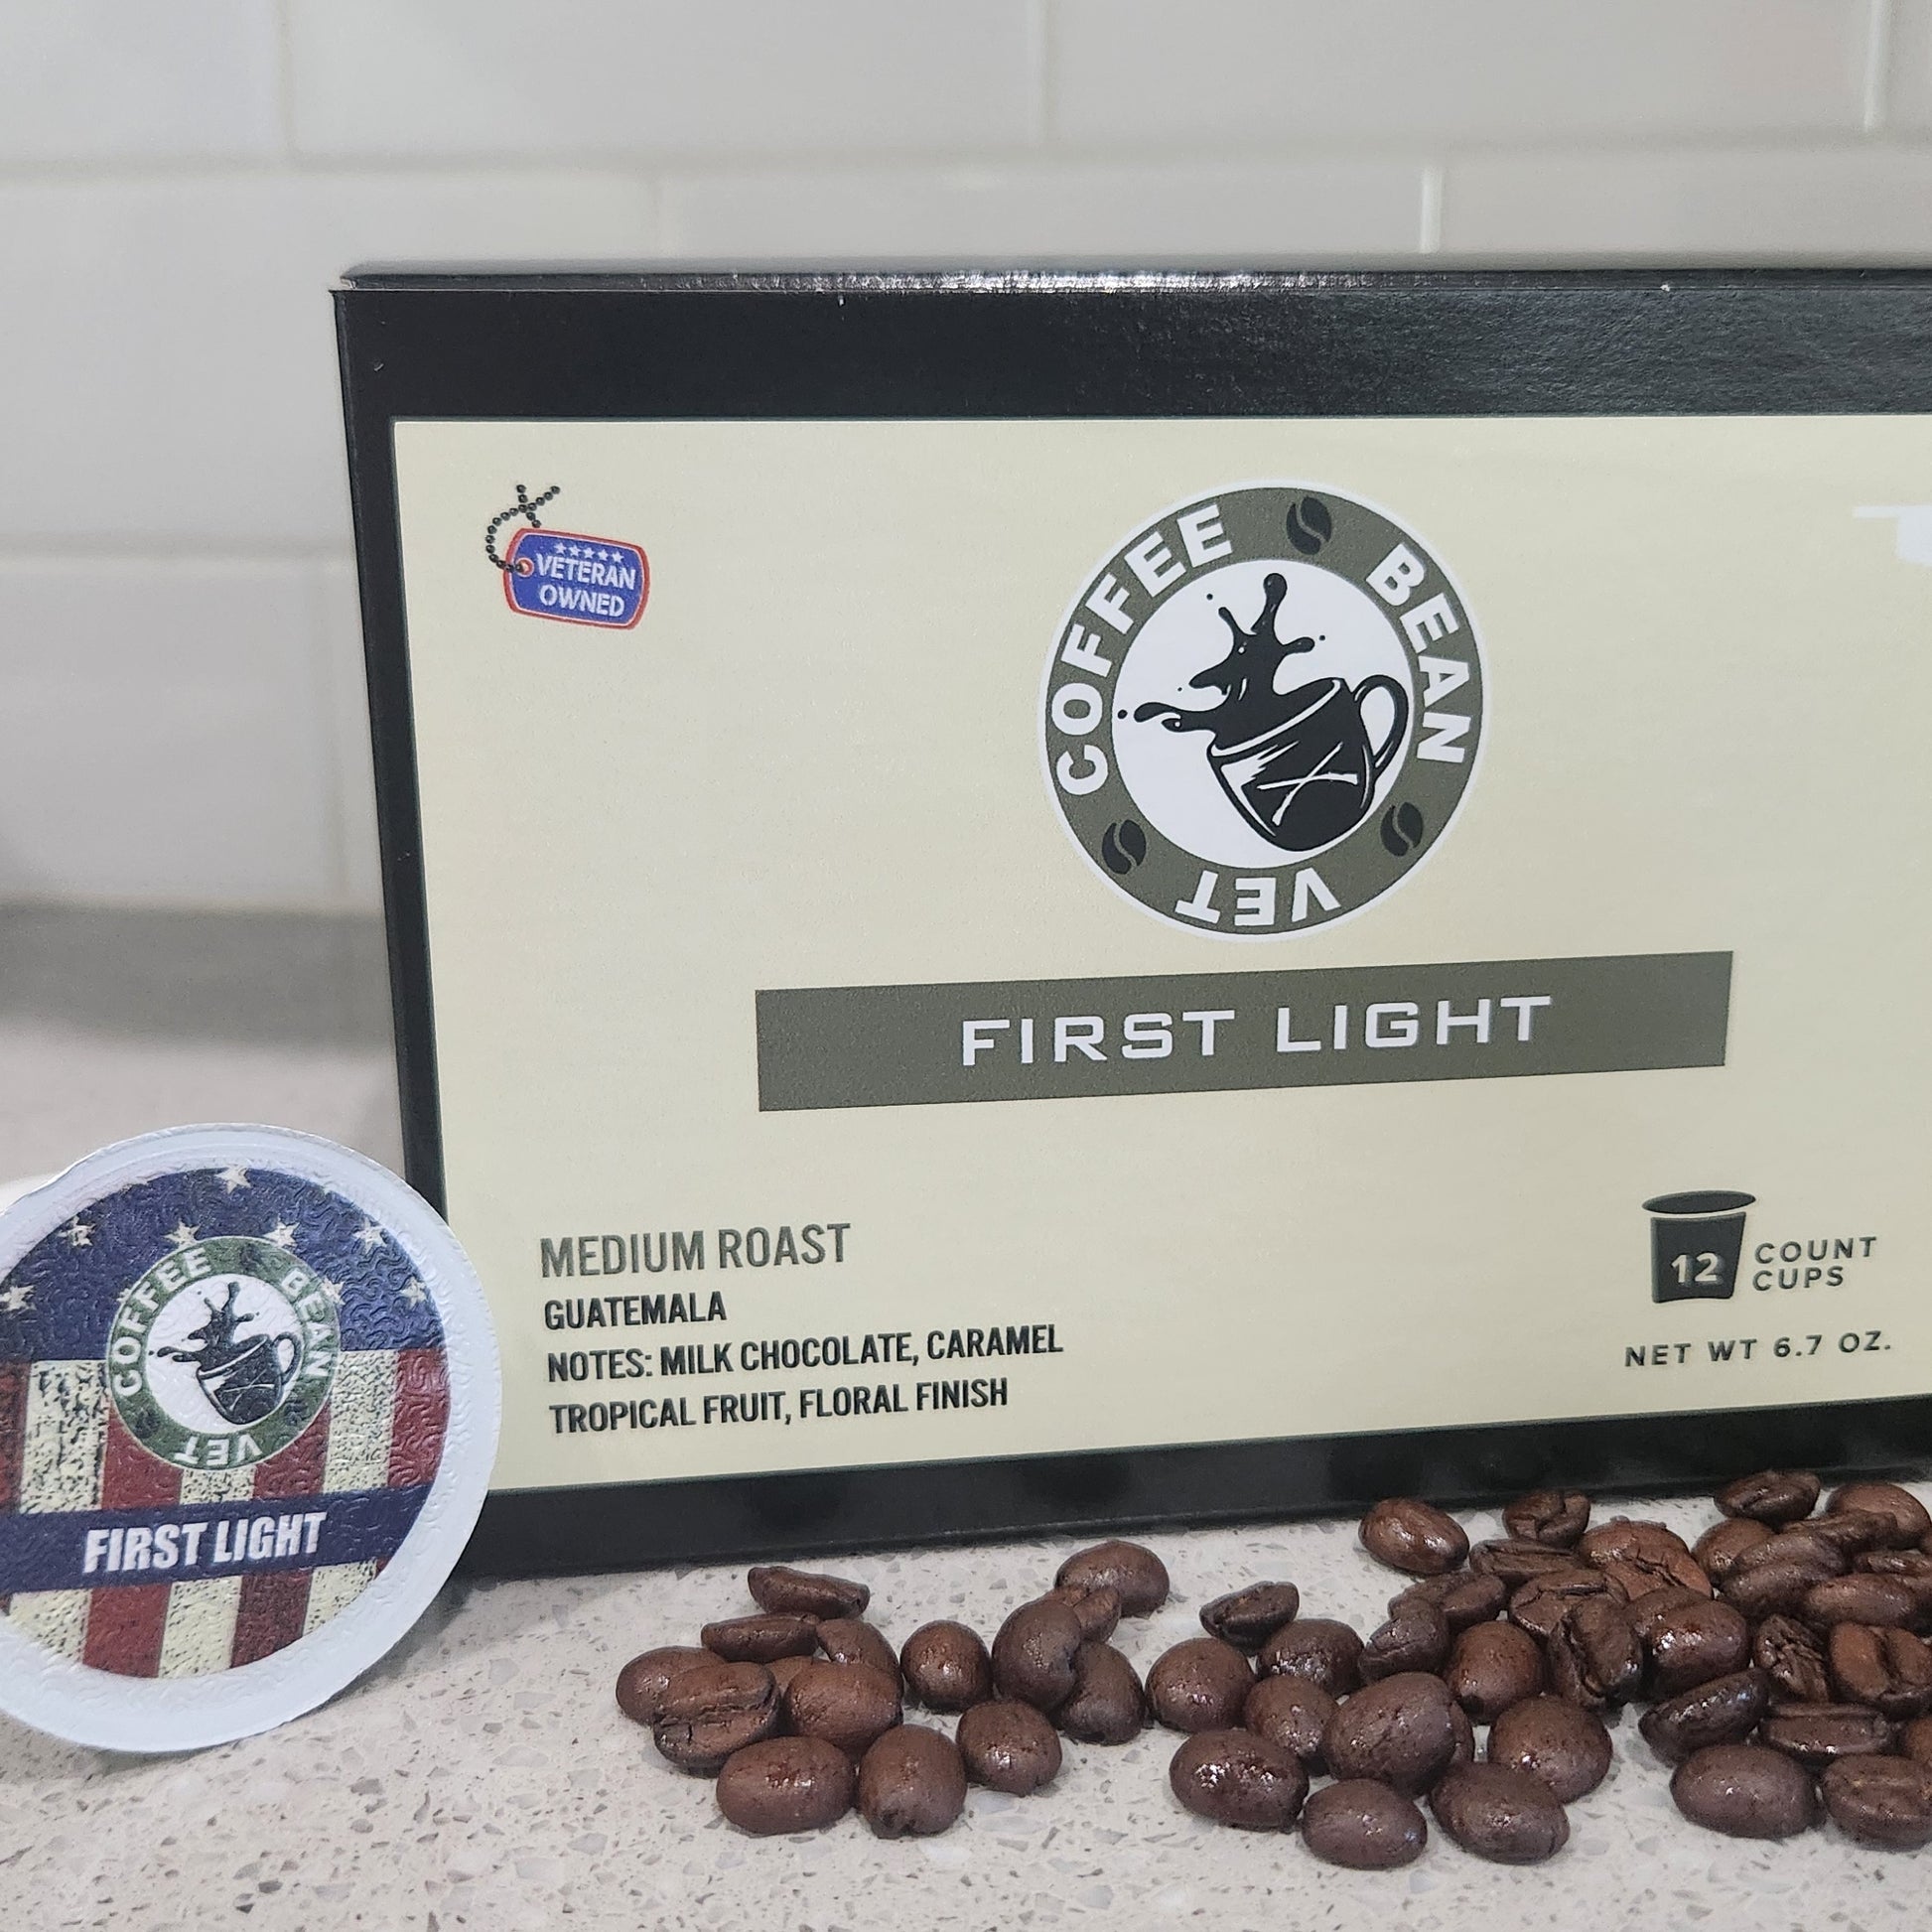 VETERAN
OWNED
COFFEE BEAN VET
FIRST LIGHT
MEDIUM ROAST
GUATEMALA
NOTES: MILK CHOCOLATE, CARAMEL
TROPICAL FRUIT, FLORAL FINISH
12 COUNT
CUPS
NET WT 6.7 OZ.
COFFEE BEAN VET
FIRST LIGHT